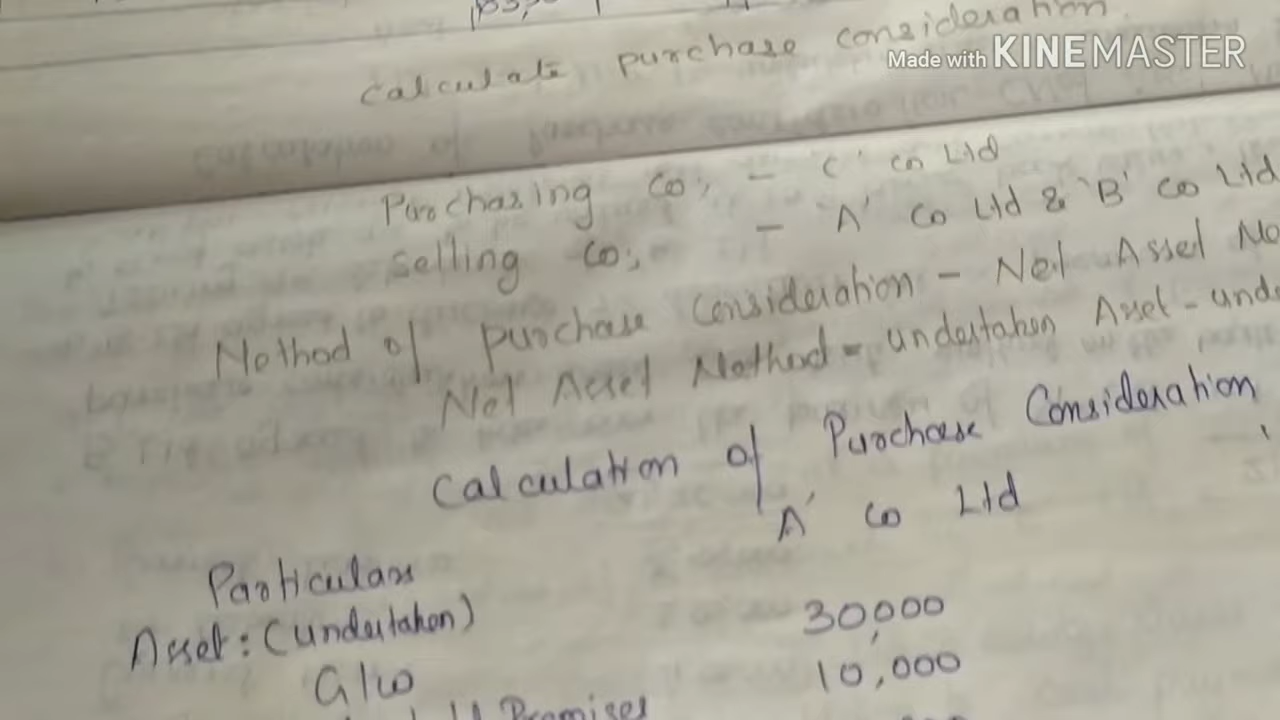 calculate purchase consideration.
Made with KINEMASTER
Purchasing Co; - 'C' Co Ltd
Selling Co; - 'A' Co Ltd & 'B' Co Ltd
Method of purchase Consideration - Net Asset
Net Asset Method = undertaken Asset -
Calculation of Purchase Consideration
A' Co Ltd
Particulars
Asset: (undertaken) 30,000
G/w 10,000
Premises